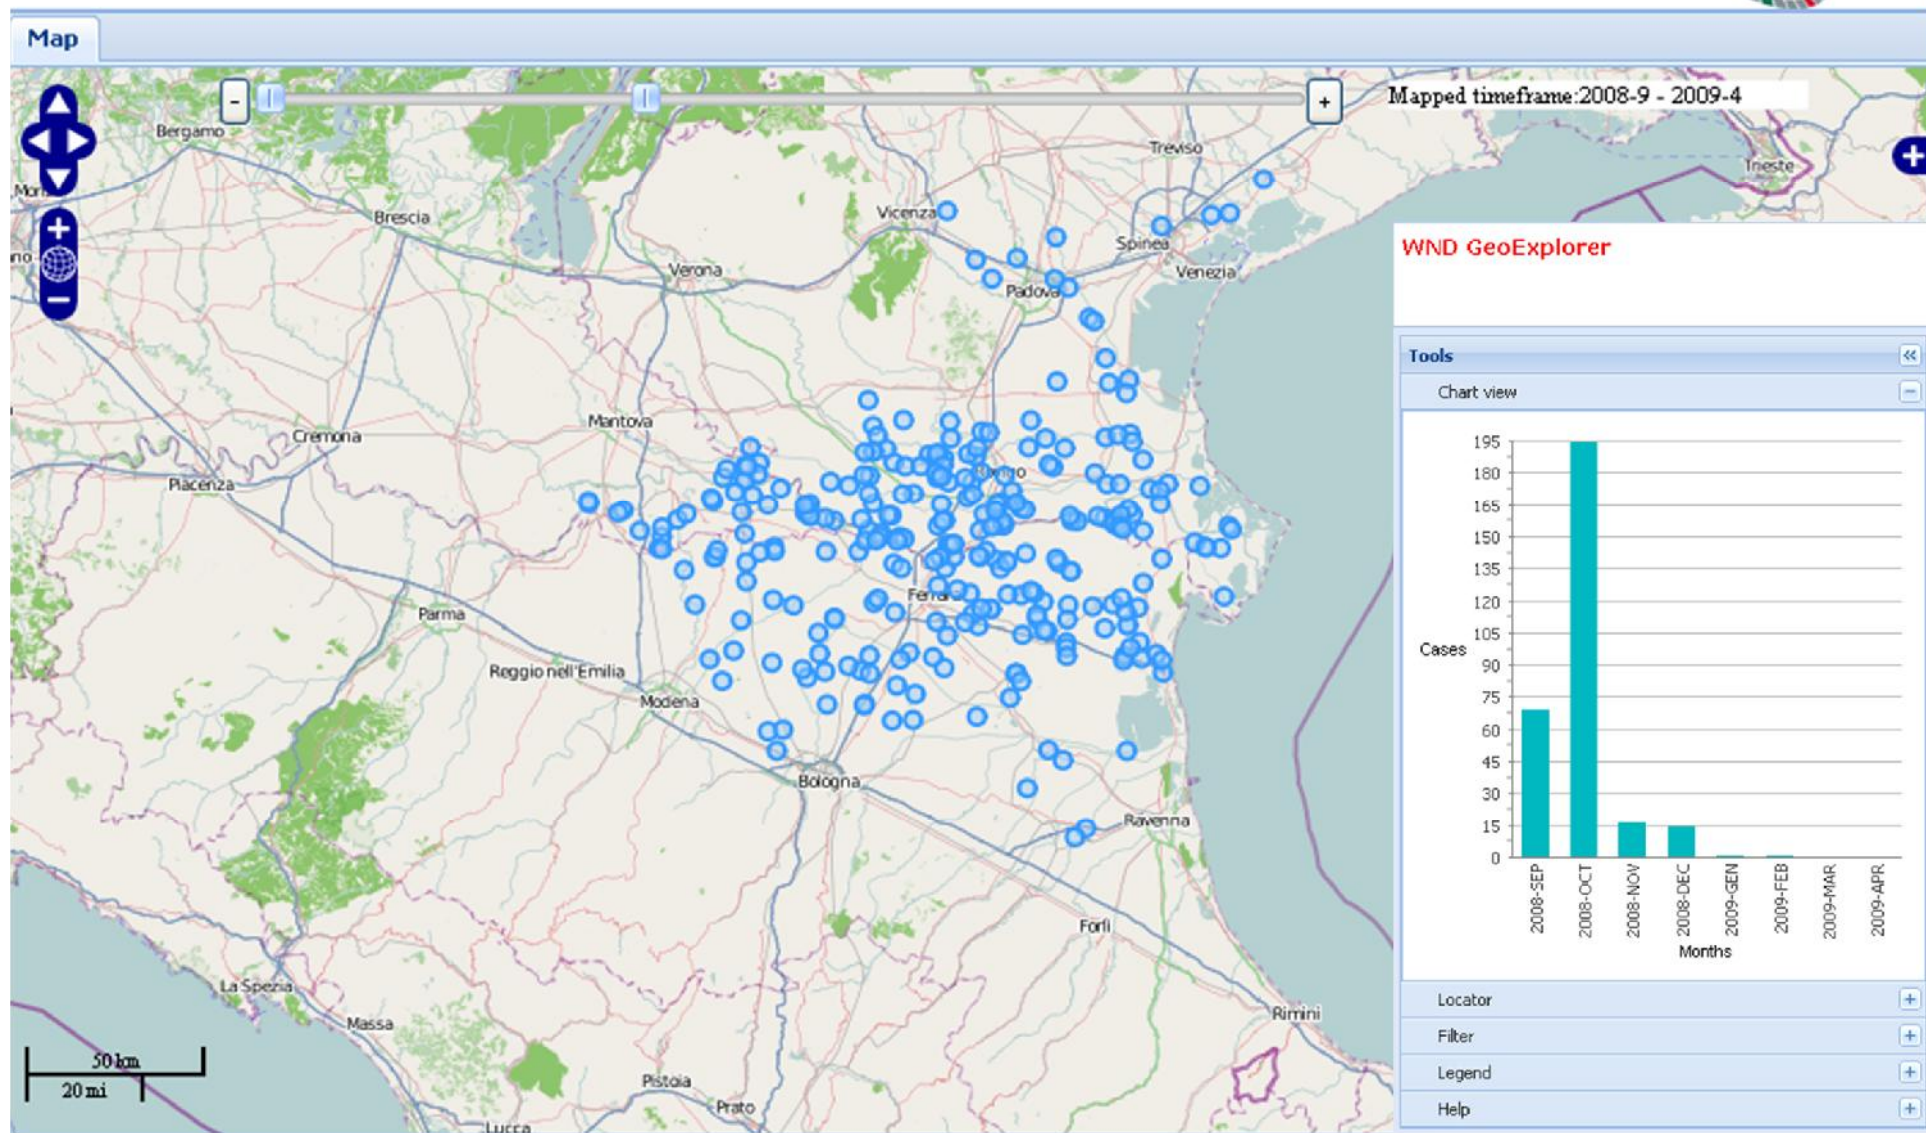 Map
-
+
Mapped timeframe:2008-9 - 2009-4
Bergamo
Treviso
Trieste
Brescia
Vicenza
Spinea
Verona
Venezia
Padova
WND GeoExplorer
Tools
Chart view
Mantova
Cremona
Piacenza
Parma
Reggio nell'Emilia
Modena
Bologna
Ravenna
Forlì
La Spezia
Massa
Rimini
Pistoia
Prato
Lucca
50 km
20 mi
195
180
165
150
135
120
105
90
75
60
45
30
15
0
Cases
2008-SEP
2008-OCT
2008-NOV
2008-DEC
2009-GEN
2009-FEB
2009-MAR
2009-APR
Months
Locator
Filter
Legend
Help